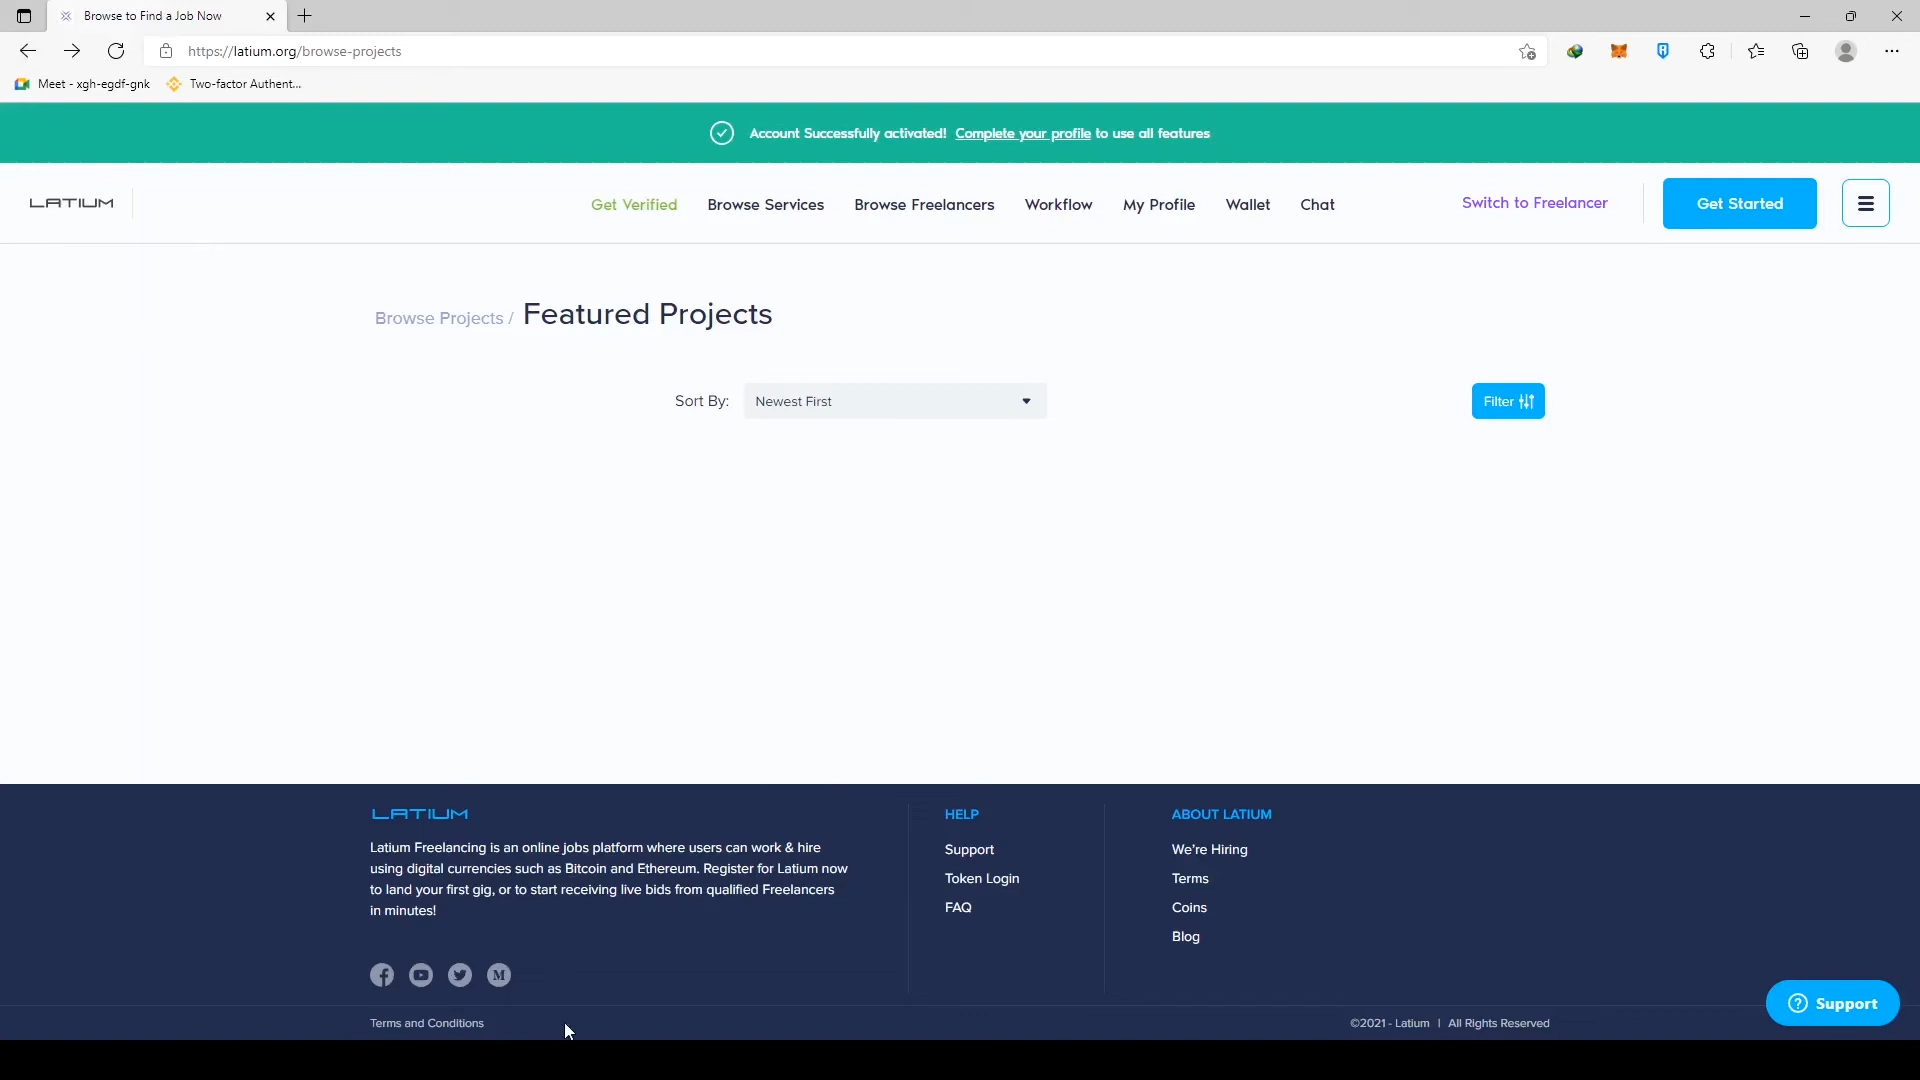 Browse to Find a Job Now
https://latium.org/browse-projects
Meet - xgh-egdf-gnk
Two-factor Authent...
Account Successfully activated! Complete your profile to use all features
LATIUM
Get Verified
Browse Services
Browse Freelancers
Workflow
My Profile
Wallet
Chat
Switch to Freelancer
Get Started
Browse Projects / Featured Projects
Sort By:
Newest First
Filter
LATIUM
Latium Freelancing is an online jobs platform where users can work & hire
using digital currencies such as Bitcoin and Ethereum. Register for Latium now
to land your first gig, or to start receiving live bids from qualified Freelancers
in minutes!
HELP
Support
Token Login
FAQ
ABOUT LATIUM
We're Hiring
Terms
Coins
Blog
Support
Terms and Conditions
©2021 - Latium | All Rights Reserved